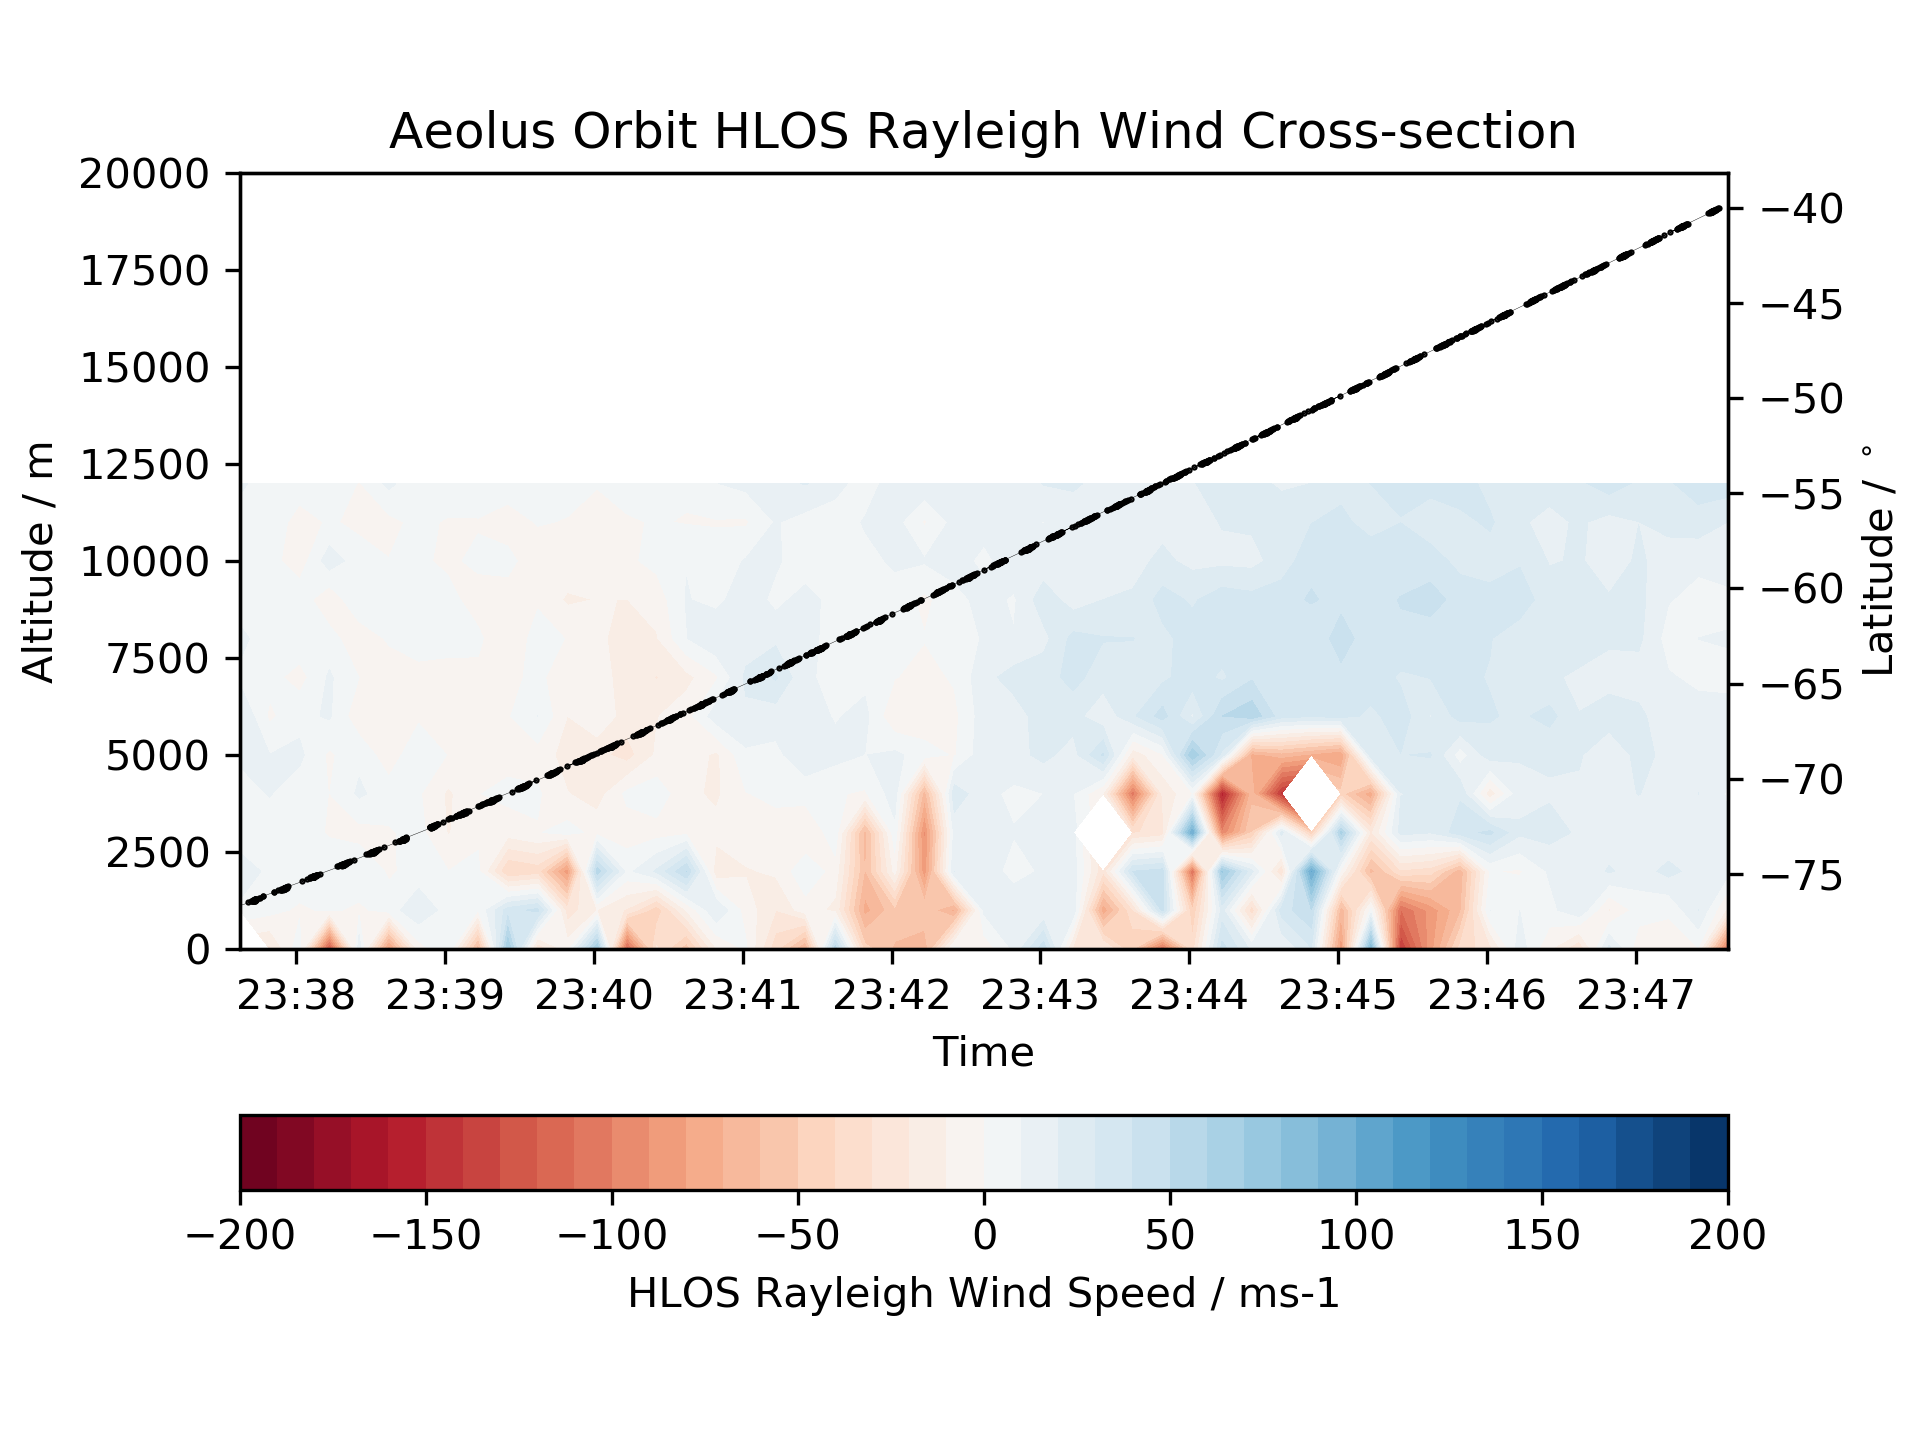 Aeolus Orbit HLOS Rayleigh Wind Cross-section
20000
17500
15000
12500
10000
7500
5000
2500
0
Altitude / m
−40
−45
−50
−55
−60
−65
−70
−75
Latitude / °
23:38 23:39 23:40 23:41 23:42 23:43 23:44 23:45 23:46 23:47
Time
−200 −150 −100 −50 0 50 100 150 200
HLOS Rayleigh Wind Speed / ms-1